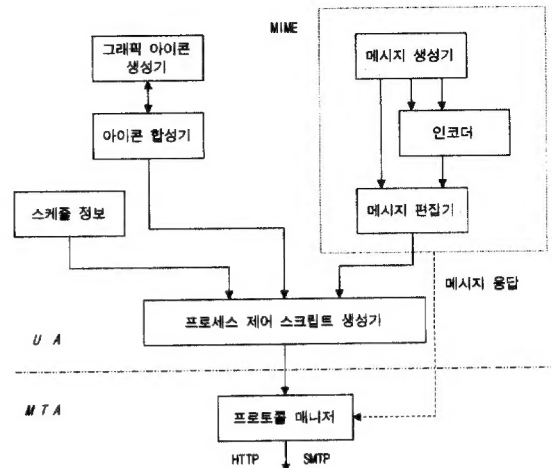 MIME
그래픽 아이콘
생성기
메시지 생성기
아이콘 합성기
인코더
스케줄 정보
메시지 편집기
메시지 응답
프로세스 제어 스크립트 생성기
U A
M T A
프로토콜 매니저
HTTP SMTP